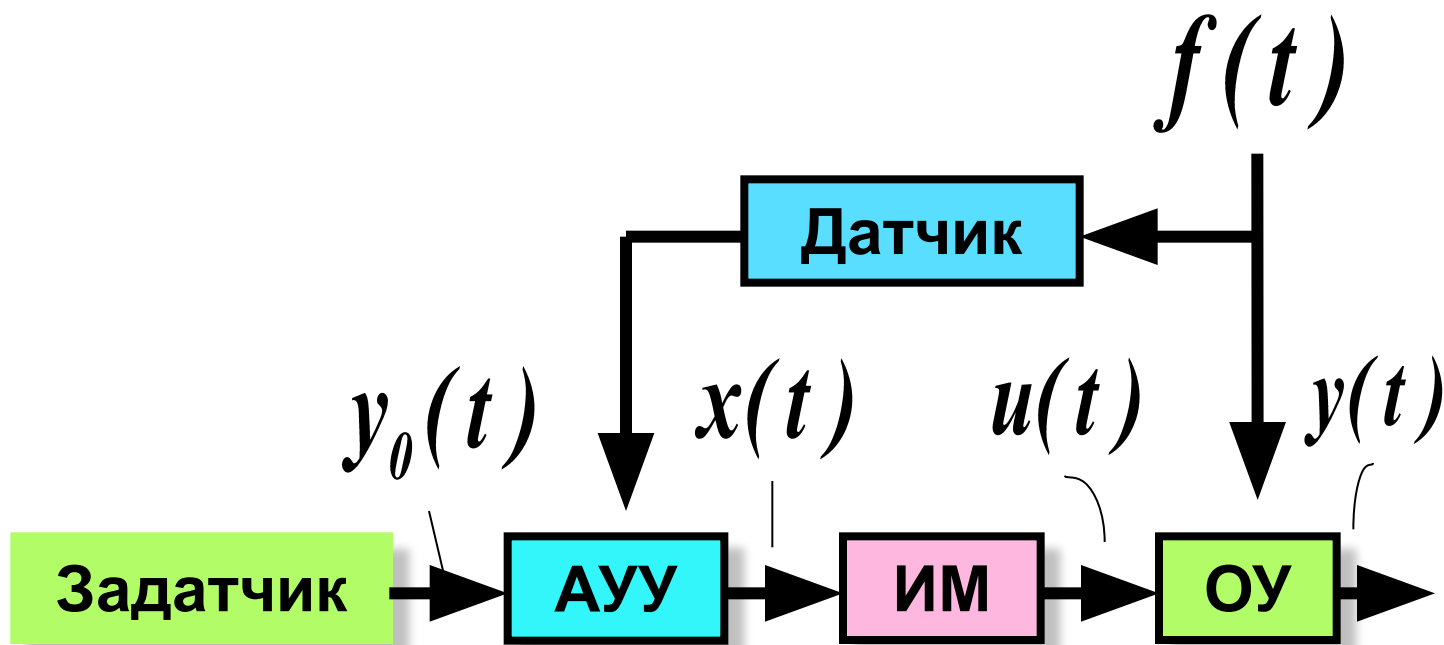 f(t)
Датчик
y₀(t)
x(t)
u(t)
y(t)
Задатчик
АУУ
ИМ
ОУ